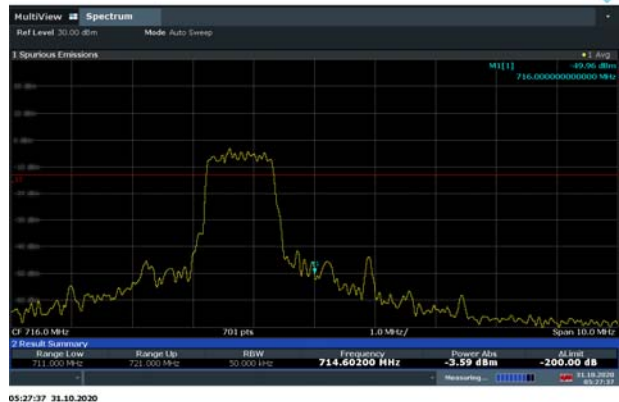 MultiView Spectrum
Ref Level 30.00 dBm Mode Auto Sweep
1 Spurious Emissions 1 Avg
M1[1] -49.96 dBm
716.000000000000 MHz
CF 716.0 MHz 701 pts 1.0 MHz/ Span 10.0 MHz
2 Result Summary
Range Low Range Up RBW Frequency Power Abs ΔLimit
711.000 MHz 721.000 MHz 50.000 kHz 714.60200 MHz -3.59 dBm -200.00 dB
Measuring... 31.10.2020
05:27:37
05:27:37 31.10.2020